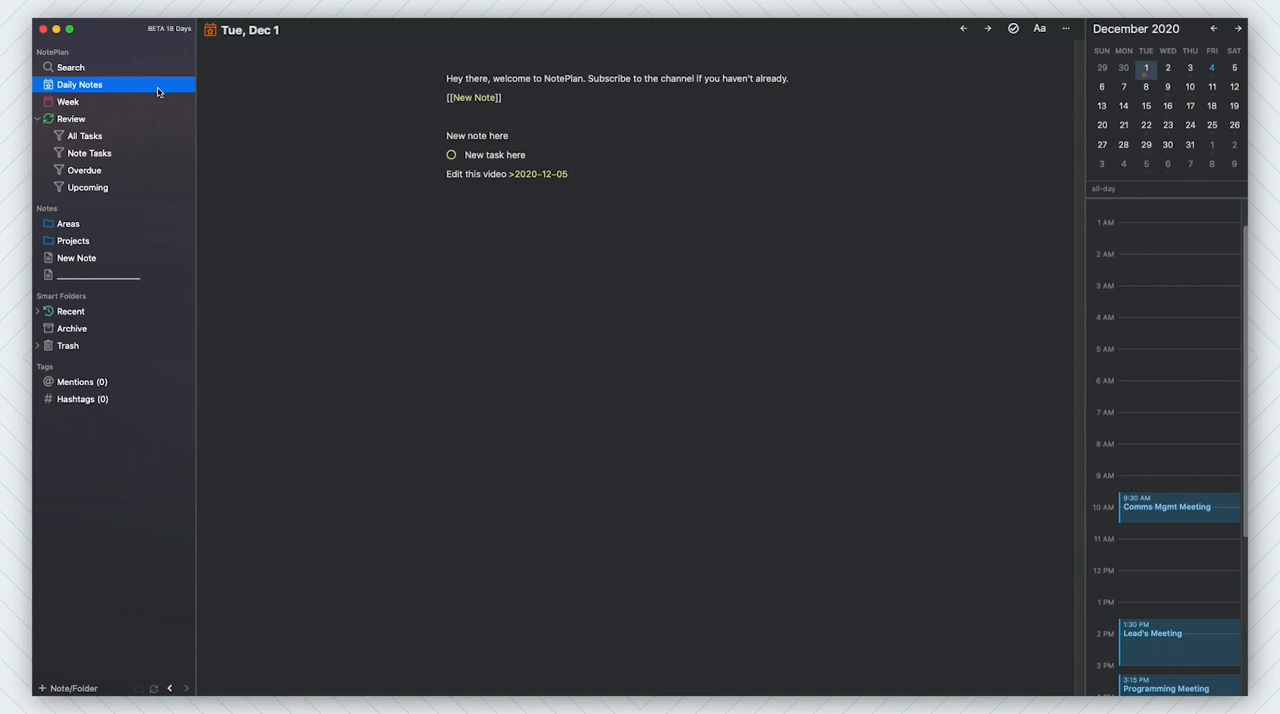 BETA 18 Days
NotePlan
Search
Daily Notes
Week
Review
All Tasks
Note Tasks
Overdue
Upcoming
Notes
Areas
Projects
New Note
____________________
Smart Folders
Recent
Archive
Trash
Tags
@ Mentions (0)
# Hashtags (0)
+ Note/Folder
Tue, Dec 1
Aa
Hey there, welcome to NotePlan. Subscribe to the channel if you haven't already.
[[New Note]]
New note here
New task here
Edit this video >2020-12-05
December 2020
SUN MON TUE WED THU FRI SAT
29 30 1 2 3 4 5
6 7 8 9 10 11 12
13 14 15 16 17 18 19
20 21 22 23 24 25 26
27 28 29 30 31 1 2
3 4 5 6 7 8 9
all-day
1 AM
2 AM
3 AM
4 AM
5 AM
6 AM
7 AM
8 AM
9 AM
9:30 AM
10 AM Comms Mgmt Meeting
11 AM
12 PM
1 PM
1:30 PM
2 PM Lead's Meeting
3 PM
3:15 PM
Programming Meeting